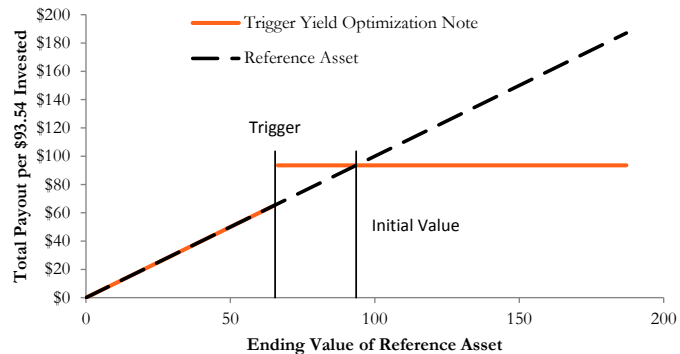 $200
$180
$160
$140
$120
$100
$80
$60
$40
$20
$0
Total Payout per $93.54 Invested
Trigger Yield Optimization Note
Reference Asset
Trigger
Initial Value
0
50
100
150
200
Ending Value of Reference Asset